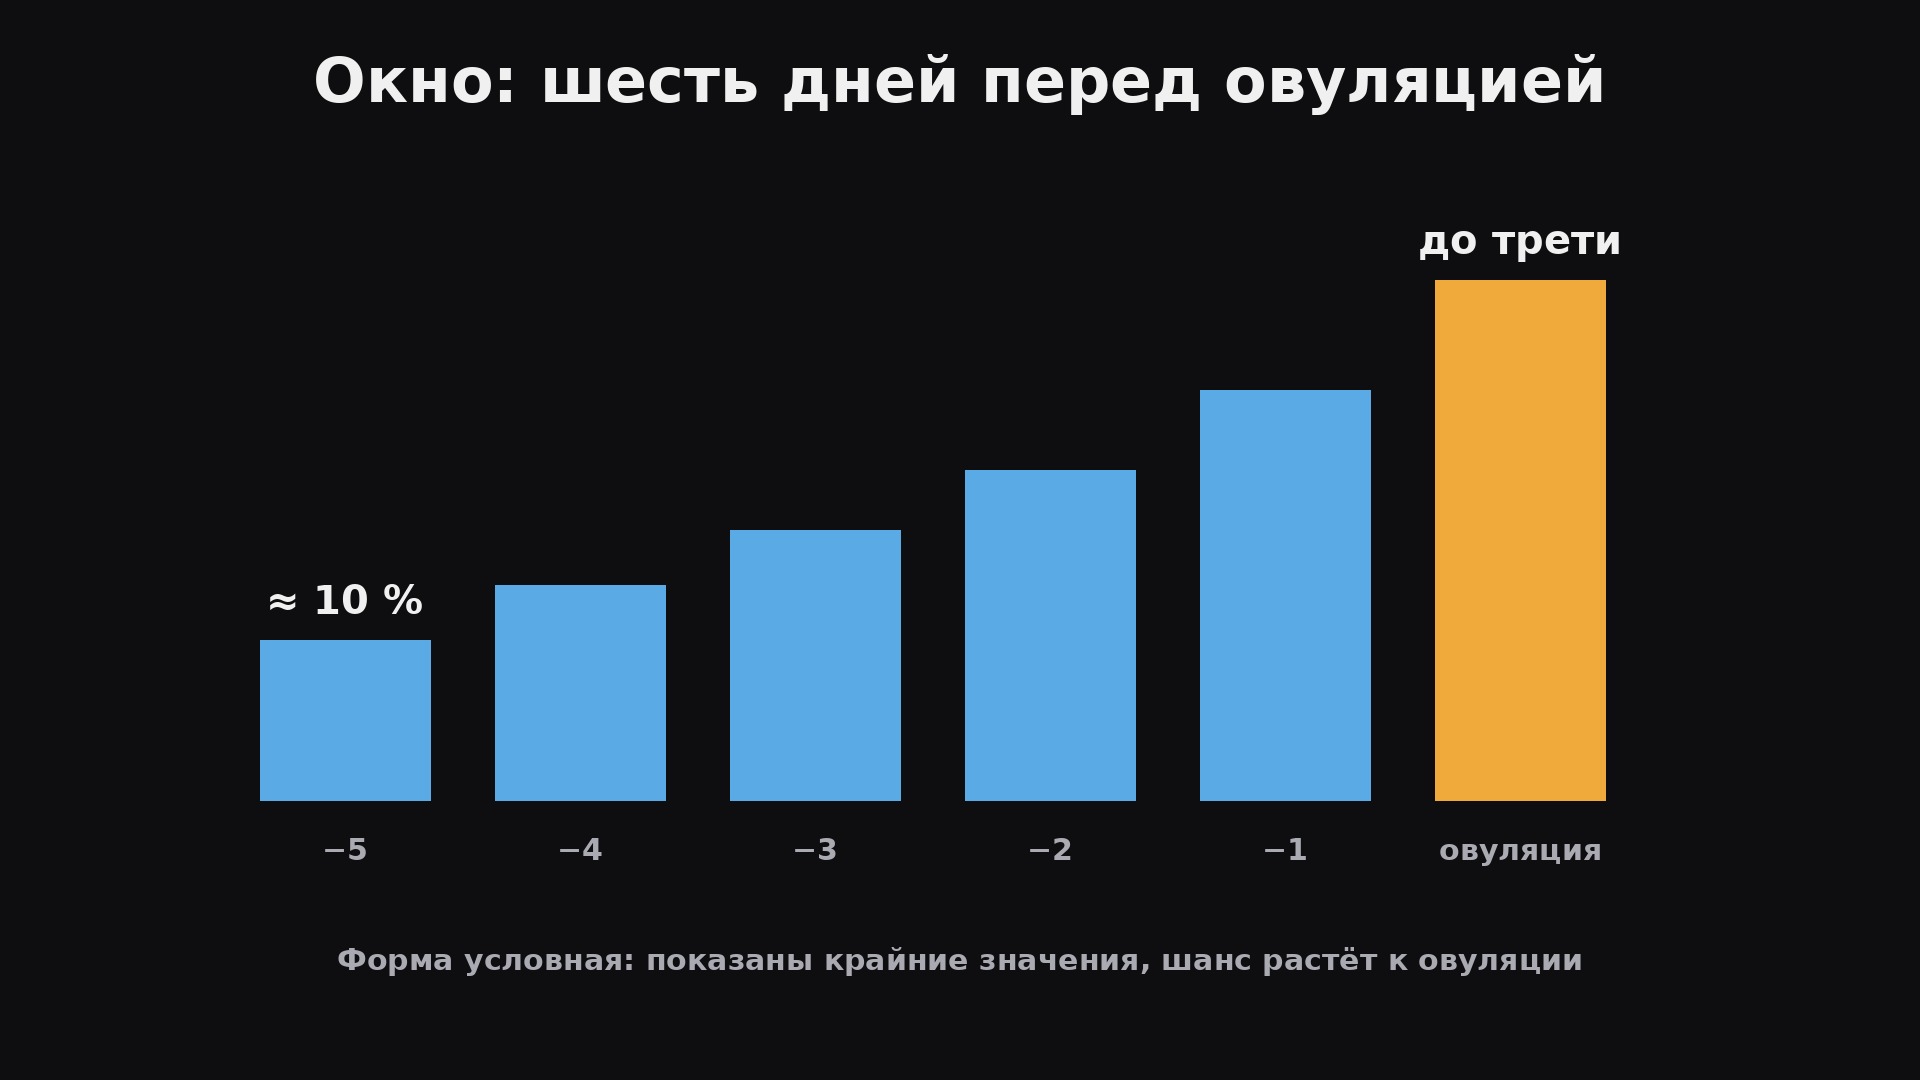 Окно: шесть дней перед овуляцией
до трети
≈ 10 %
−5
−4
−3
−2
−1
овуляция
Форма условная: показаны крайние значения, шанс растёт к овуляции